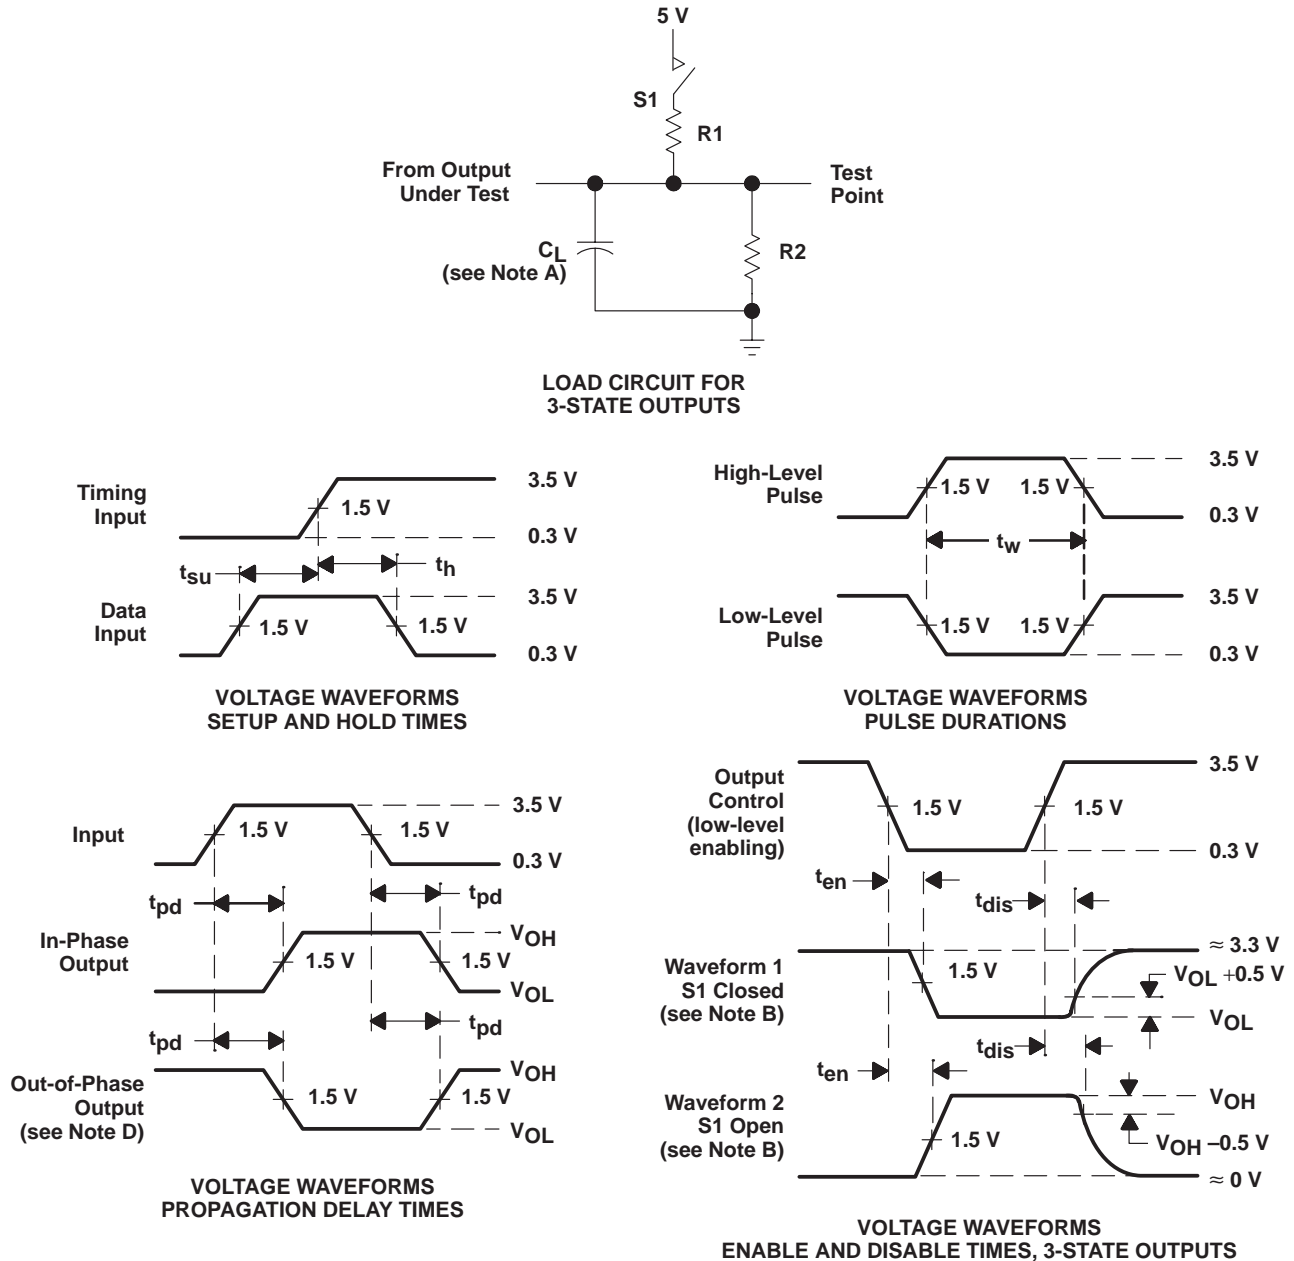 5 V
S1
R1
From Output
Under Test
Test
Point
CL
(see Note A)
R2
LOAD CIRCUIT FOR
3-STATE OUTPUTS
Timing
Input
1.5 V
3.5 V
0.3 V
tsu
th
Data
Input
1.5 V
1.5 V
3.5 V
0.3 V
VOLTAGE WAVEFORMS
SETUP AND HOLD TIMES
High-Level
Pulse
1.5 V
1.5 V
3.5 V
0.3 V
tw
Low-Level
Pulse
1.5 V
1.5 V
3.5 V
0.3 V
VOLTAGE WAVEFORMS
PULSE DURATIONS
Input
1.5 V
1.5 V
3.5 V
0.3 V
tpd
tpd
In-Phase
Output
1.5 V
1.5 V
VOH
VOL
tpd
tpd
Out-of-Phase
Output
(see Note D)
1.5 V
1.5 V
VOH
VOL
VOLTAGE WAVEFORMS
PROPAGATION DELAY TIMES
Output
Control
(low-level
enabling)
1.5 V
1.5 V
3.5 V
0.3 V
ten
tdis
Waveform 1
S1 Closed
(see Note B)
1.5 V
≈ 3.3 V
VOL +0.5 V
VOL
ten
tdis
Waveform 2
S1 Open
(see Note B)
1.5 V
VOH
VOH –0.5 V
≈ 0 V
VOLTAGE WAVEFORMS
ENABLE AND DISABLE TIMES, 3-STATE OUTPUTS